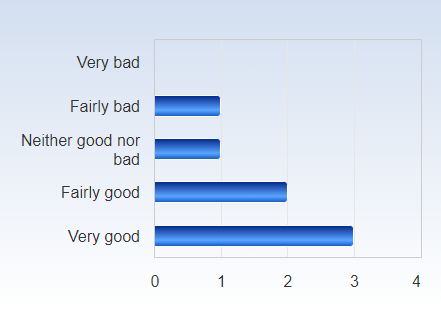 Very bad
Fairly bad
Neither good nor
bad
Fairly good
Very good
0 1 2 3 4